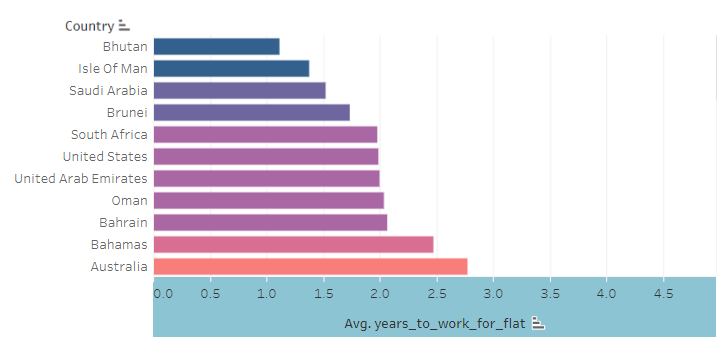 Country
Bhutan
Isle Of Man
Saudi Arabia
Brunei
South Africa
United States
United Arab Emirates
Oman
Bahrain
Bahamas
Australia
0.0 0.5 1.0 1.5 2.0 2.5 3.0 3.5 4.0 4.5
Avg. years_to_work_for_flat